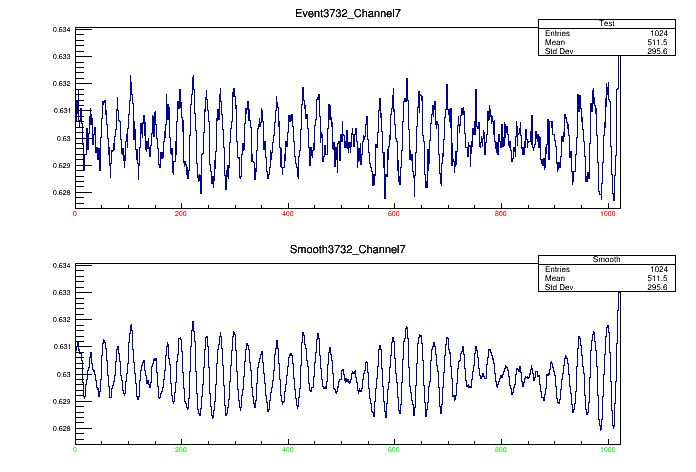 Event3732_Channel7
Test
Entries 1024
Mean 511.5
Std Dev 295.6
0.634
0.633
0.632
0.631
0.63
0.629
0.628
0 200 400 600 800 1000
Smooth3732_Channel7
Smooth
Entries 1024
Mean 511.5
Std Dev 295.6
0.634
0.633
0.632
0.631
0.63
0.629
0.628
0 200 400 600 800 1000